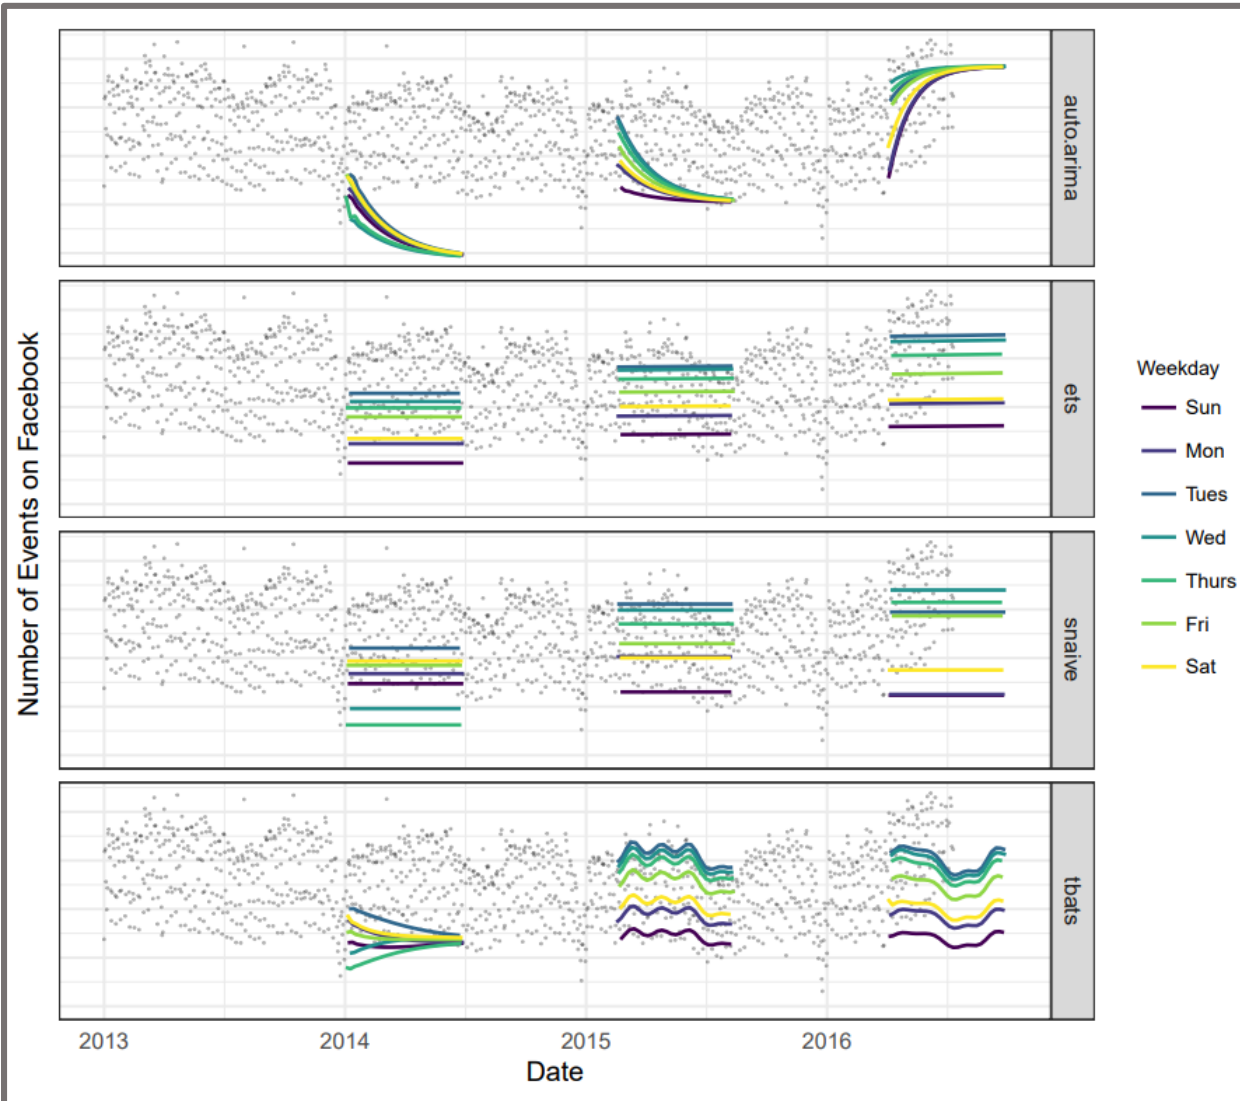 Number of Events on Facebook
auto.arima
ets
snaive
tbats
2013 2014 2015 2016
Date
Weekday
Sun
Mon
Tues
Wed
Thurs
Fri
Sat